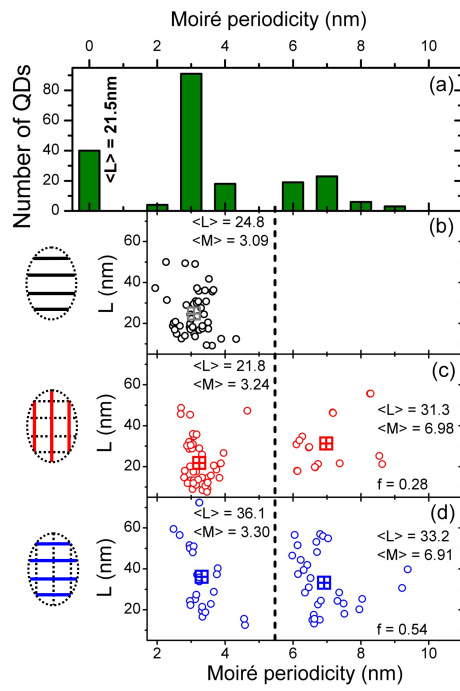 Moiré periodicity (nm)
0 2 4 6 8 10
Number of QDs
80
60
40
20
0
<L> = 21.5nm
(a)
L (nm)
60
40
20
<L> = 24.8
<M> = 3.09
(b)
L (nm)
60
40
20
<L> = 21.8
<M> = 3.24
(c)
<L> = 31.3
<M> = 6.98
f = 0.28
L (nm)
60
40
20
<L> = 36.1
<M> = 3.30
(d)
<L> = 33.2
<M> = 6.91
f = 0.54
2 4 6 8 10
Moiré periodicity (nm)